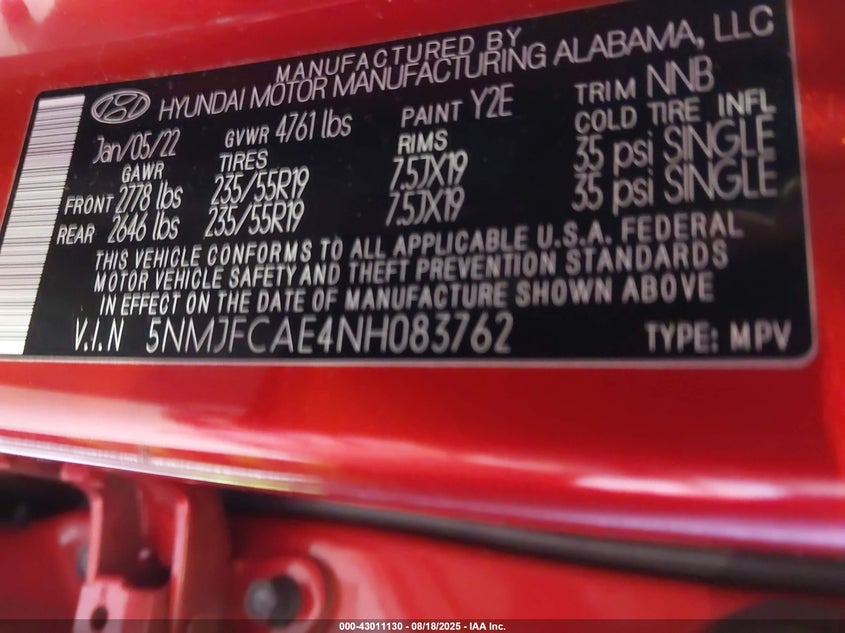 MANUFACTURED BY
HYUNDAI MOTOR MANUFACTURING ALABAMA, LLC
Jan/05/22 GVWR 4761 lbs PAINT Y2E TRIM NNB
GAWR TIRES RIMS COLD TIRE INFL
FRONT 2778 lbs 235/55R19 7.5JX19 35 psi SINGLE
REAR 2646 lbs 235/55R19 7.5JX19 35 psi SINGLE
THIS VEHICLE CONFORMS TO ALL APPLICABLE U.S.A. FEDERAL
MOTOR VEHICLE SAFETY AND THEFT PREVENTION STANDARDS
IN EFFECT ON THE DATE OF MANUFACTURE SHOWN ABOVE
V.I.N 5NMJFCAE4NH083762 TYPE: MPV
000-43011130 - 08/18/2025 - IAA Inc.